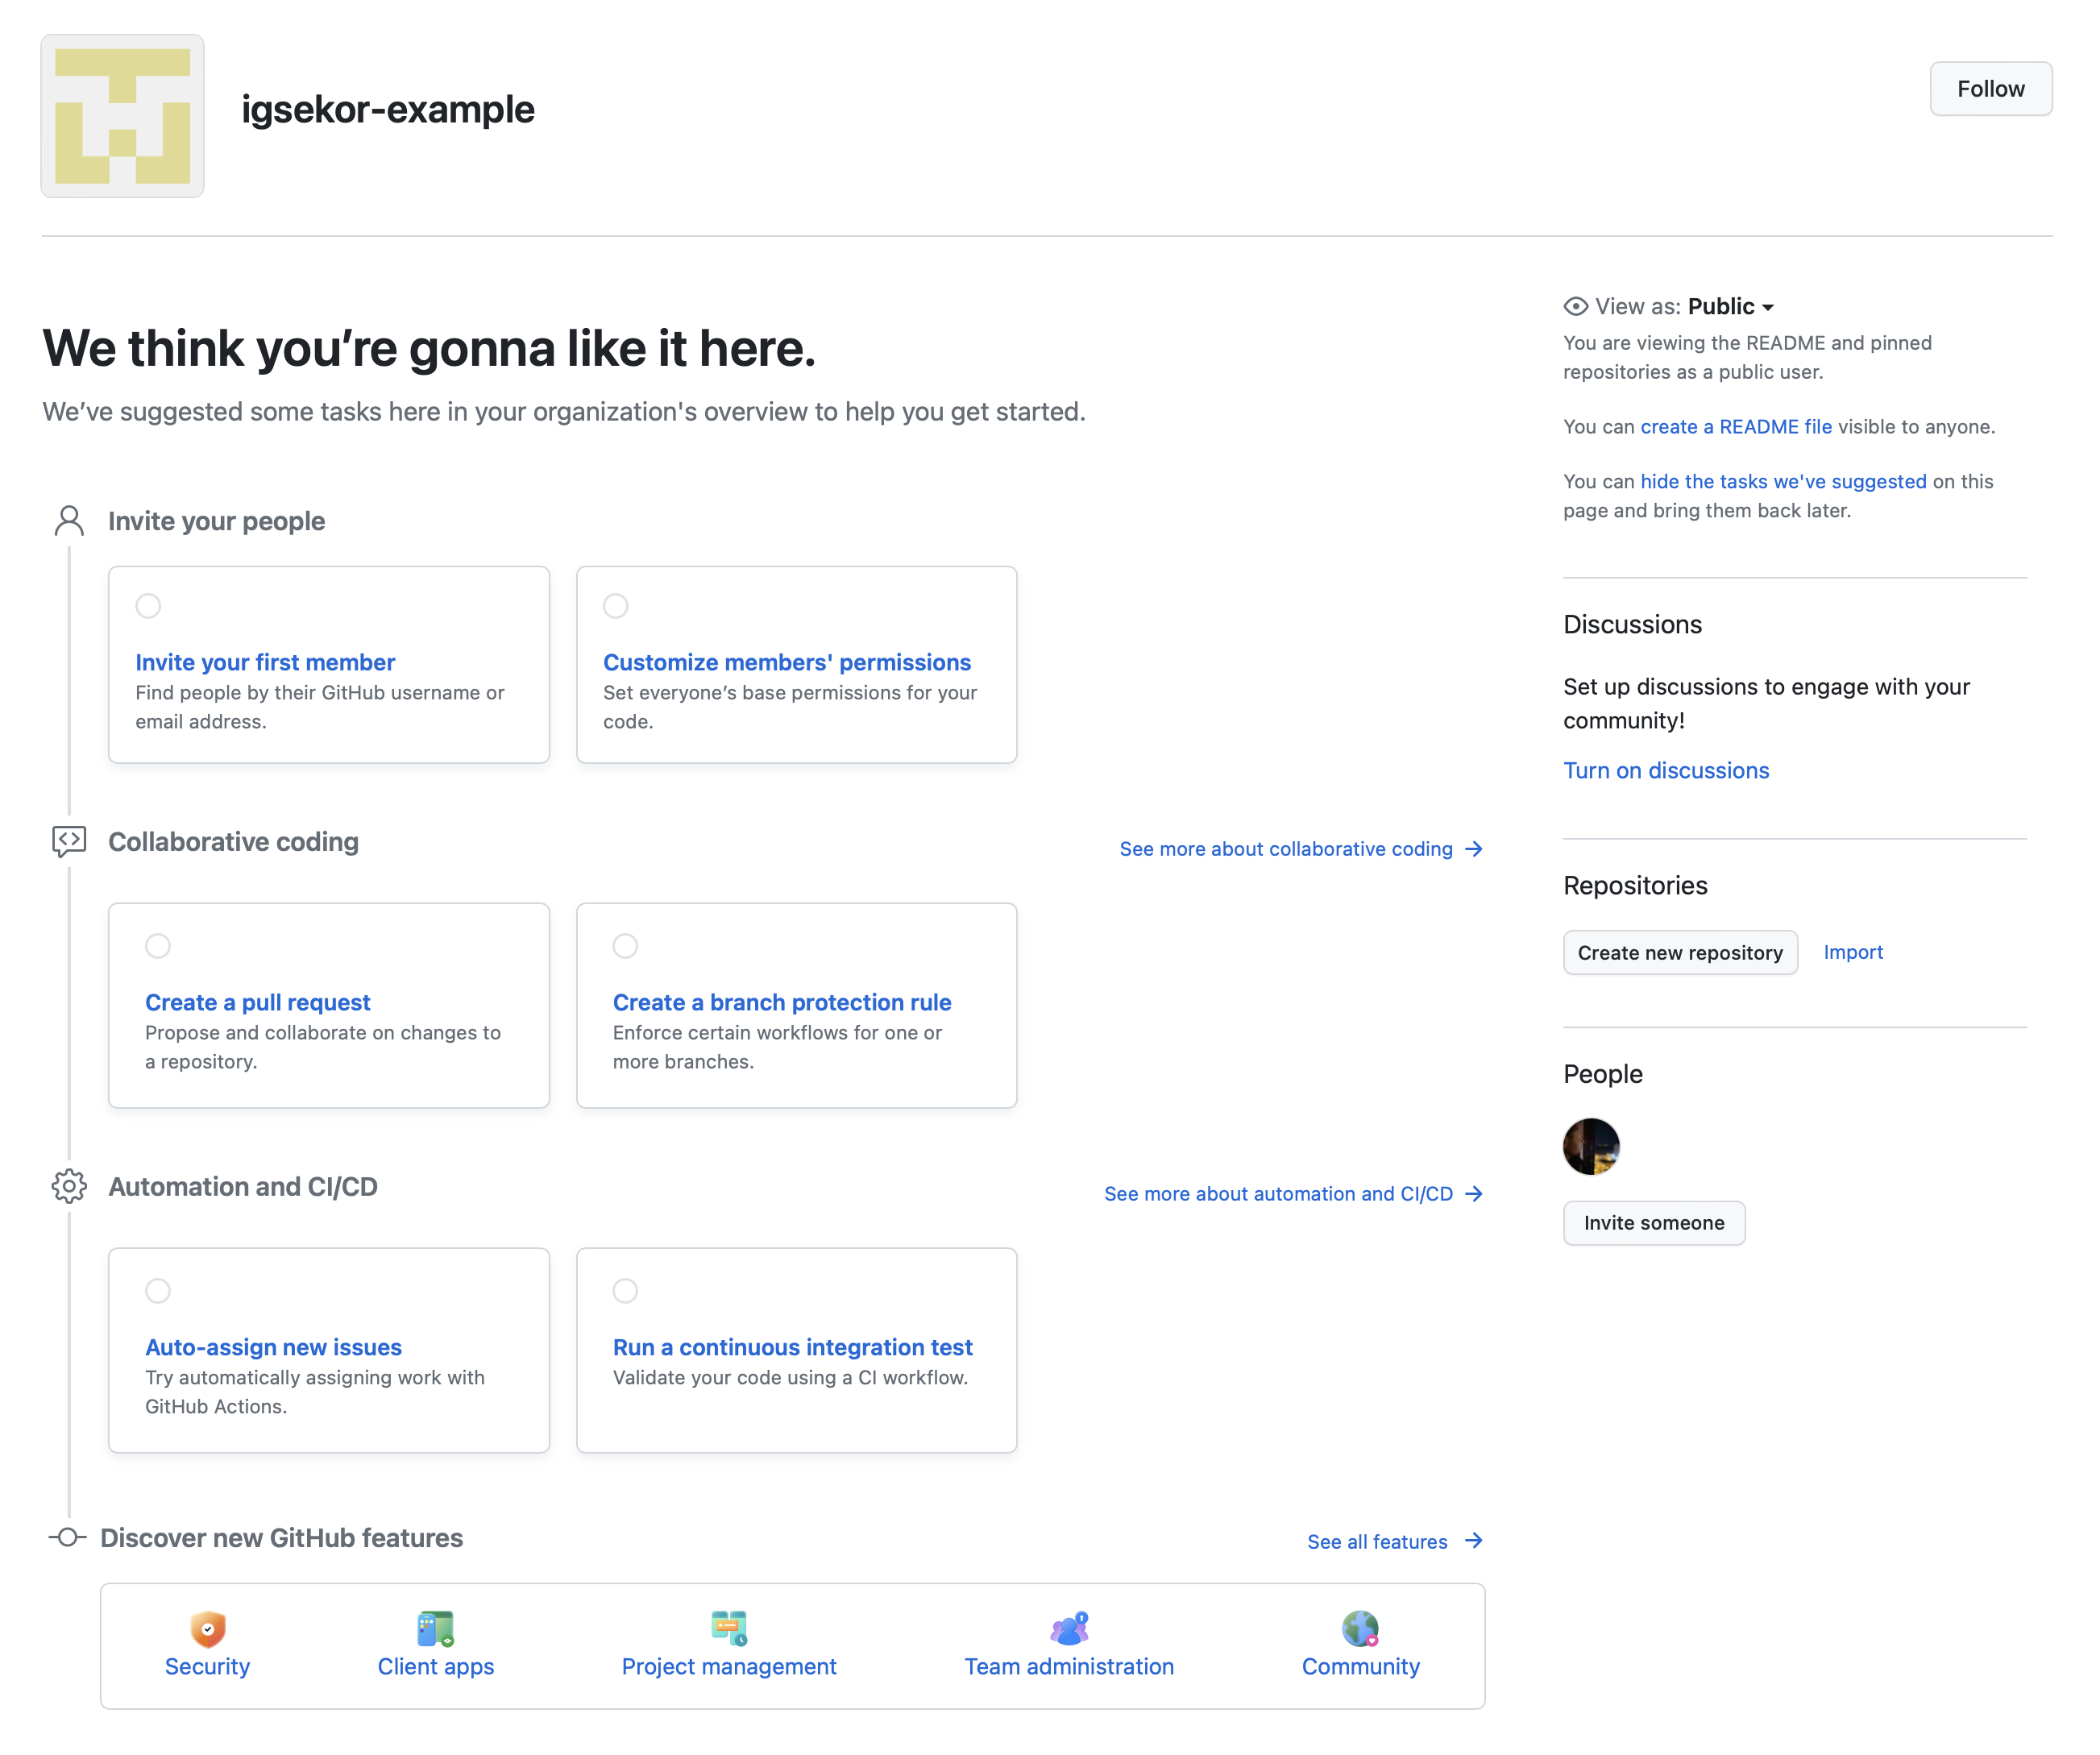 igsekor-example
Follow
We think you’re gonna like it here.
We’ve suggested some tasks here in your organization's overview to help you get started.
Invite your people
Invite your first member
Find people by their GitHub username or
email address.
Customize members' permissions
Set everyone’s base permissions for your
code.
Collaborative coding
See more about collaborative coding
Create a pull request
Propose and collaborate on changes to
a repository.
Create a branch protection rule
Enforce certain workflows for one or
more branches.
Automation and CI/CD
See more about automation and CI/CD
Auto-assign new issues
Try automatically assigning work with
GitHub Actions.
Run a continuous integration test
Validate your code using a CI workflow.
Discover new GitHub features
See all features
Security
Client apps
Project management
Team administration
Community
View as: Public
You are viewing the README and pinned
repositories as a public user.
You can create a README file visible to anyone.
You can hide the tasks we've suggested on this
page and bring them back later.
Discussions
Set up discussions to engage with your
community!
Turn on discussions
Repositories
Create new repository
Import
People
Invite someone